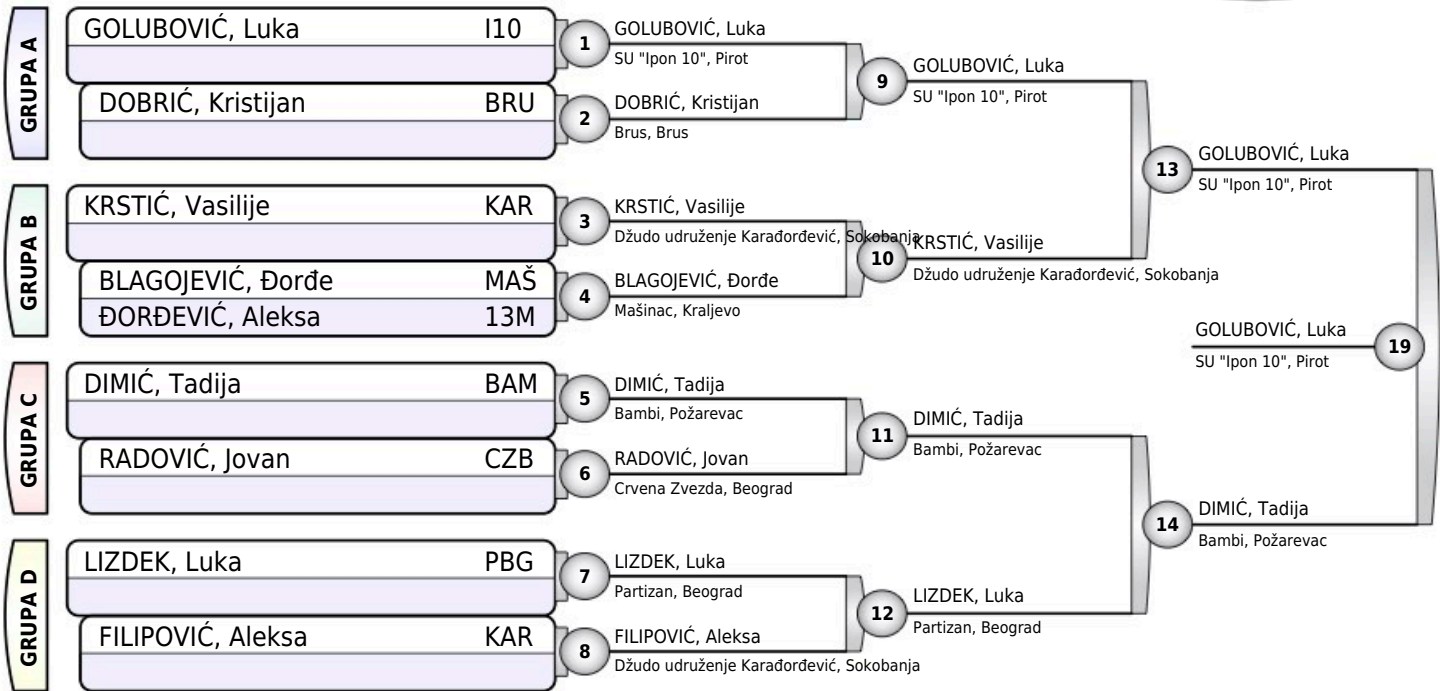 GRUPA A
GOLUBOVIĆ, Luka I10
DOBRIĆ, Kristijan BRU
1
GOLUBOVIĆ, Luka
SU "Ipon 10", Pirot
2
DOBRIĆ, Kristijan
Brus, Brus
9
GOLUBOVIĆ, Luka
SU "Ipon 10", Pirot
GRUPA B
KRSTIĆ, Vasilije KAR
BLAGOJEVIĆ, Đorđe MAŠ
ĐORĐEVIĆ, Aleksa 13M
3
KRSTIĆ, Vasilije
Džudo udruženje Karađorđević, Sokobanja
4
BLAGOJEVIĆ, Đorđe
Mašinac, Kraljevo
10
KRSTIĆ, Vasilije
Džudo udruženje Karađorđević, Sokobanja
13
GOLUBOVIĆ, Luka
SU "Ipon 10", Pirot
GRUPA C
DIMIĆ, Tadija BAM
RADOVIĆ, Jovan CZB
5
DIMIĆ, Tadija
Bambi, Požarevac
6
RADOVIĆ, Jovan
Crvena Zvezda, Beograd
11
DIMIĆ, Tadija
Bambi, Požarevac
GRUPA D
LIZDEK, Luka PBG
FILIPOVIĆ, Aleksa KAR
7
LIZDEK, Luka
Partizan, Beograd
8
FILIPOVIĆ, Aleksa
Džudo udruženje Karađorđević, Sokobanja
12
LIZDEK, Luka
Partizan, Beograd
14
DIMIĆ, Tadija
Bambi, Požarevac
GOLUBOVIĆ, Luka
SU "Ipon 10", Pirot
19